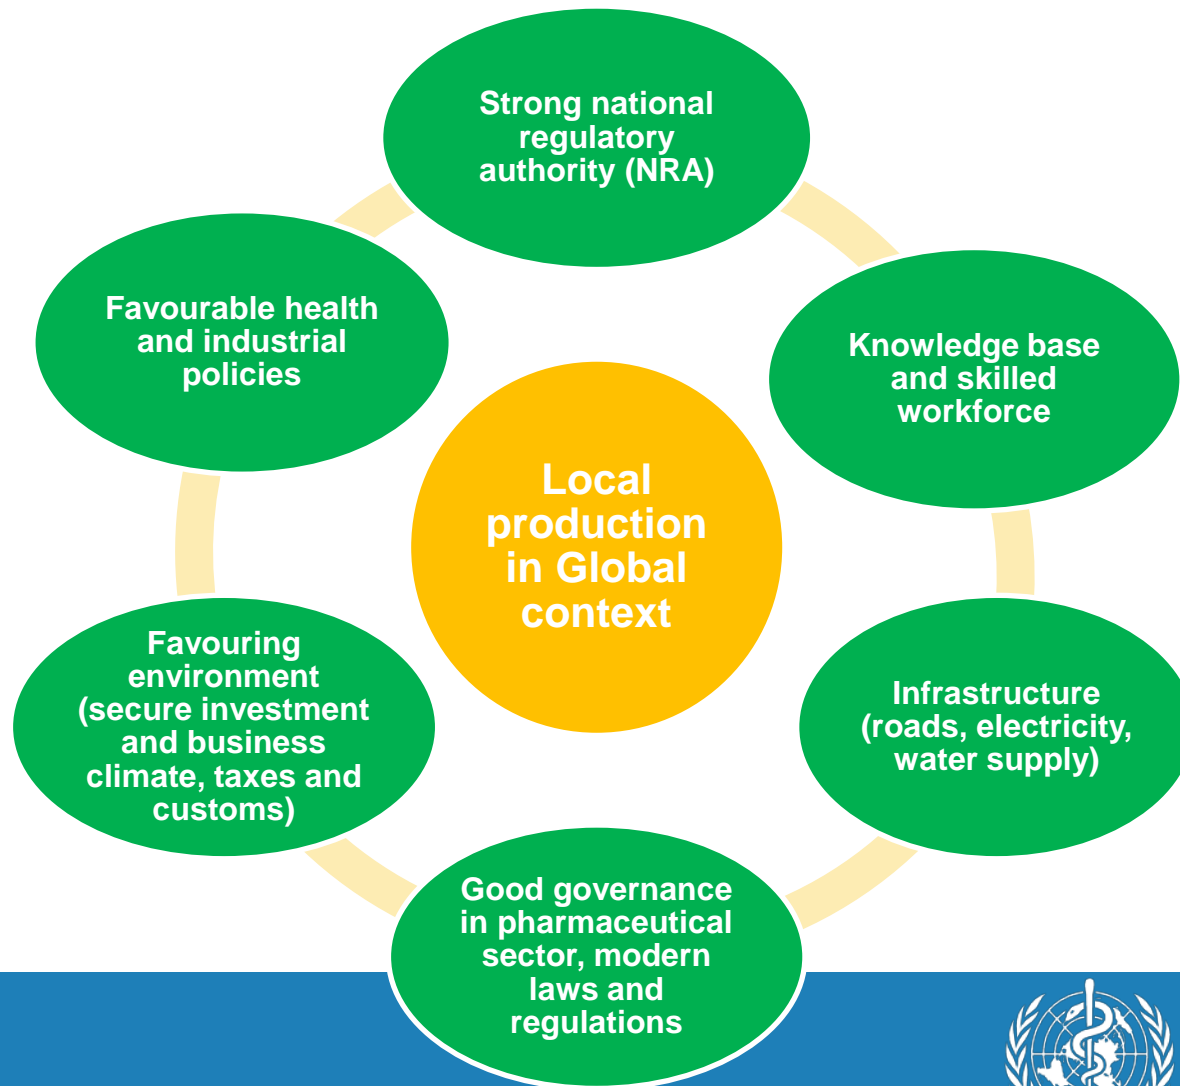 Strong national
regulatory
authority (NRA)
Knowledge base
and skilled
workforce
Infrastructure
(roads, electricity,
water supply)
Good governance
in pharmaceutical
sector, modern
laws and
regulations
Favouring
environment
(secure investment
and business
climate, taxes and
customs)
Favourable health
and industrial
policies
Local
production
in Global
context